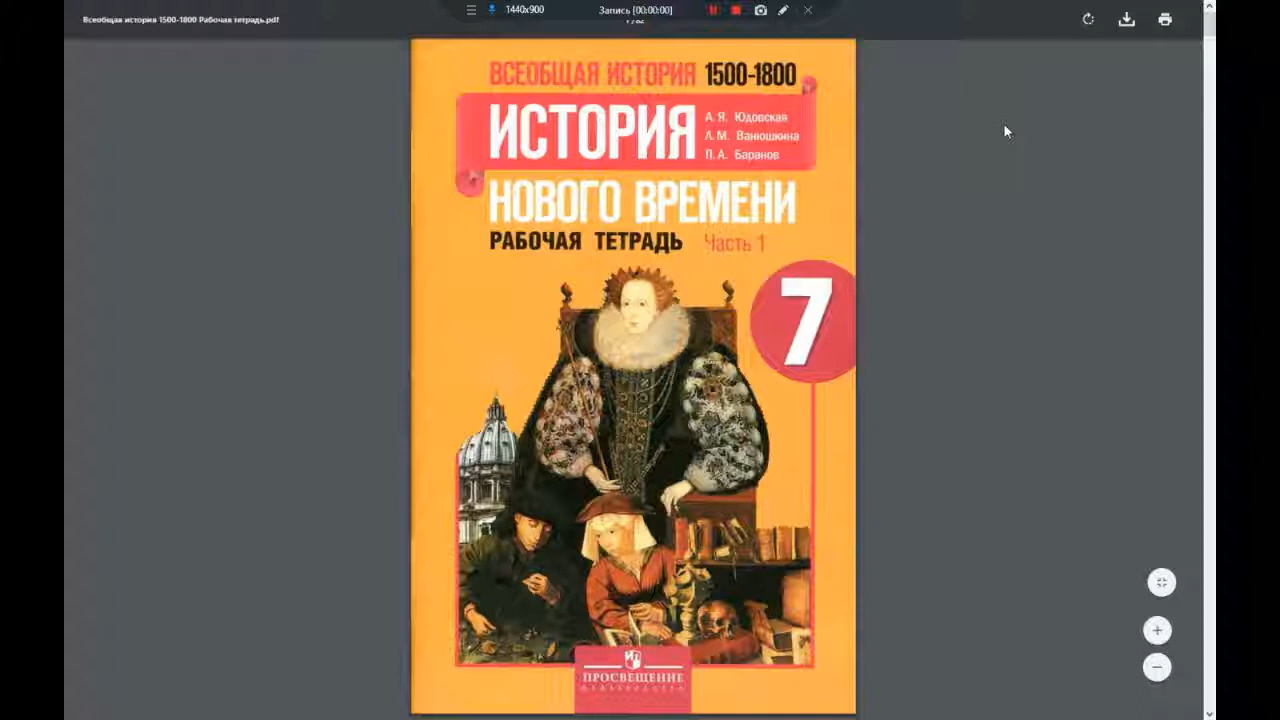 Всеобщая история 1500-1800 Рабочая тетрадь.pdf
1440x900
Запись [00:00:00]
ВСЕОБЩАЯ ИСТОРИЯ 1500-1800
ИСТОРИЯ
А. Я. Юдовская
Л. М. Ванюшкина
П. А. Баранов
НОВОГО ВРЕМЕНИ
РАБОЧАЯ ТЕТРАДЬ Часть 1
7
ПРОСВЕЩЕНИЕ
ИЗДАТЕЛЬСТВО